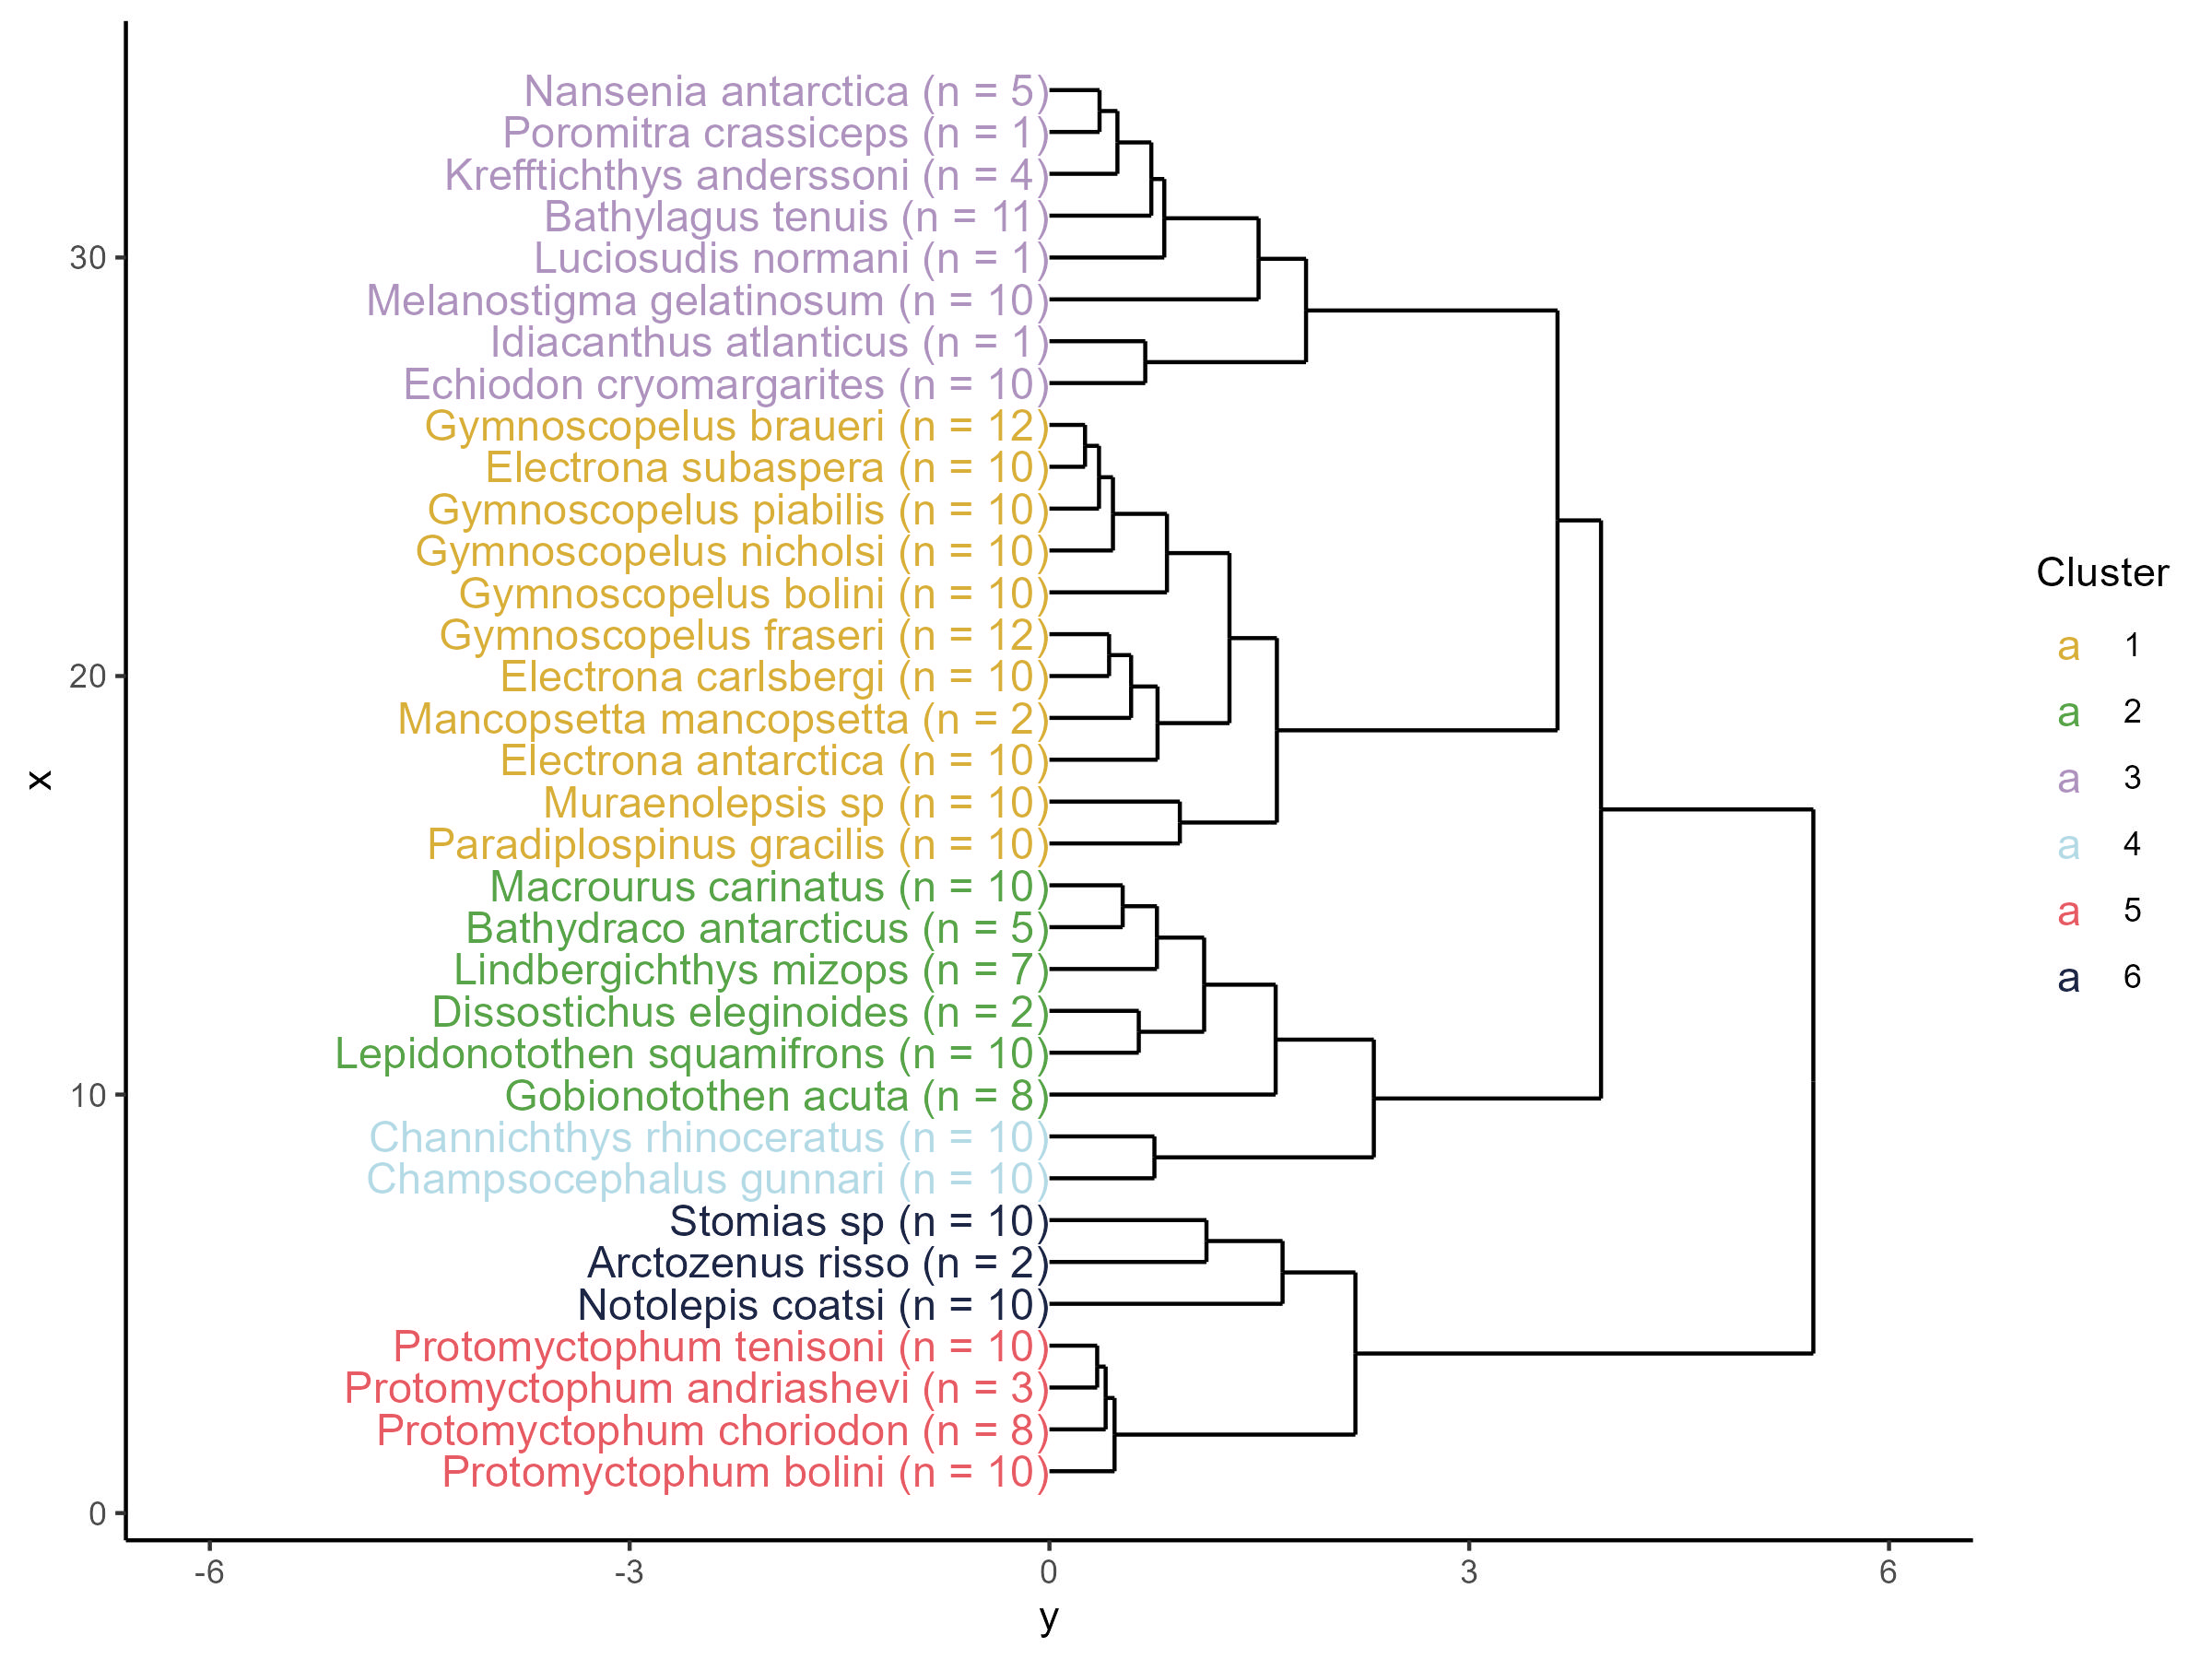 Nansenia antarctica (n = 5)
Poromitra crassiceps (n = 1)
Krefftichthys anderssoni (n = 4)
Bathylagus tenuis (n = 11)
Luciosudis normani (n = 1)
Melanostigma gelatinosum (n = 10)
Idiacanthus atlanticus (n = 1)
Echiodon cryomargarites (n = 10)
Gymnoscopelus braueri (n = 12)
Electrona subaspera (n = 10)
Gymnoscopelus piabilis (n = 10)
Gymnoscopelus nicholsi (n = 10)
Gymnoscopelus bolini (n = 10)
Gymnoscopelus fraseri (n = 12)
Electrona carlsbergi (n = 10)
Mancopsetta mancopsetta (n = 2)
Electrona antarctica (n = 10)
Muraenolepsis sp (n = 10)
Paradiplospinus gracilis (n = 10)
Macrourus carinatus (n = 10)
Bathydraco antarcticus (n = 5)
Lindbergichthys mizops (n = 7)
Dissostichus eleginoides (n = 2)
Lepidonotothen squamifrons (n = 10)
Gobionotothen acuta (n = 8)
Channichthys rhinoceratus (n = 10)
Champsocephalus gunnari (n = 10)
Stomias sp (n = 10)
Arctozenus risso (n = 2)
Notolepis coatsi (n = 10)
Protomyctophum tenisoni (n = 10)
Protomyctophum andriashevi (n = 3)
Protomyctophum choriodon (n = 8)
Protomyctophum bolini (n = 10)
30
20
10
0
x
-6 -3 0 3 6
y
Cluster
a 1
a 2
a 3
a 4
a 5
a 6